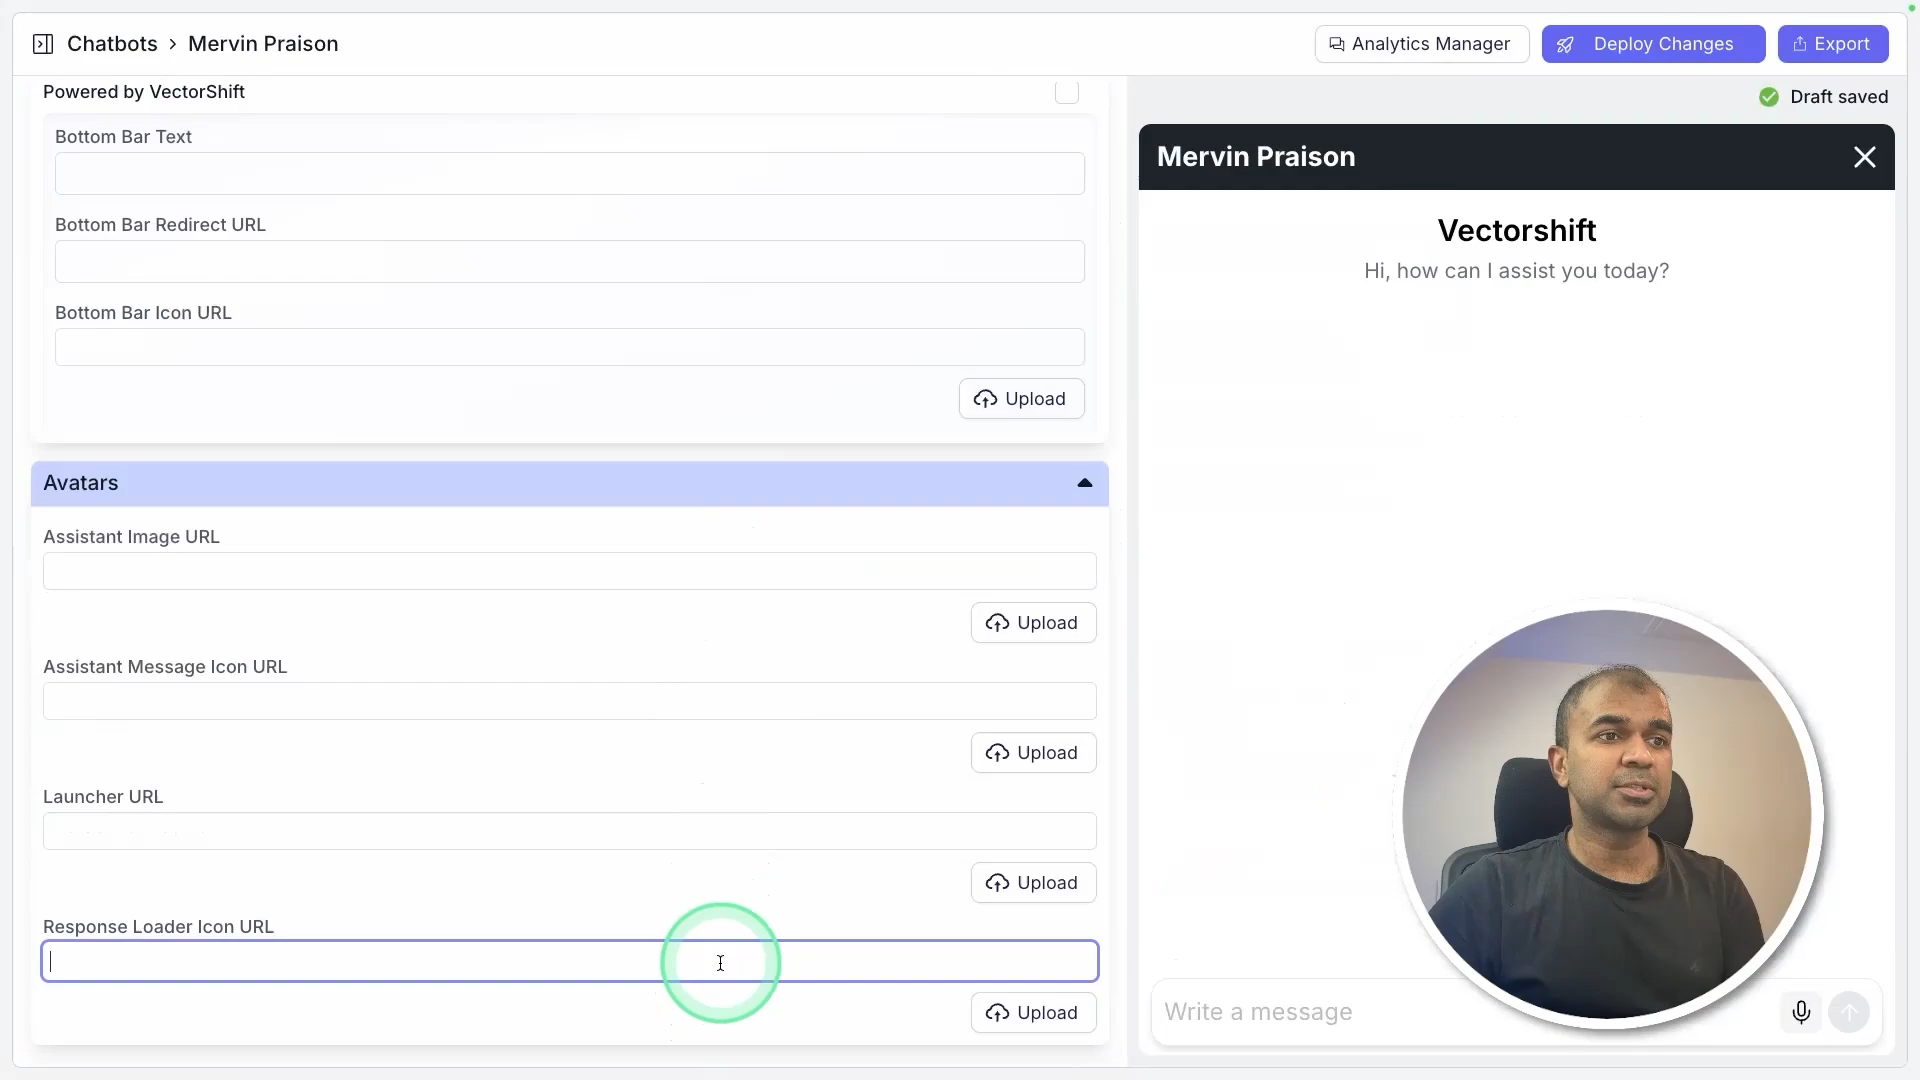 Chatbots > Mervin Praison
Analytics Manager
Deploy Changes
Export
Powered by VectorShift
Draft saved
Bottom Bar Text
Bottom Bar Redirect URL
Bottom Bar Icon URL
Upload
Avatars
Assistant Image URL
Upload
Assistant Message Icon URL
Upload
Launcher URL
Upload
Response Loader Icon URL
Upload
Mervin Praison
Vectorshift
Hi, how can I assist you today?
Write a message